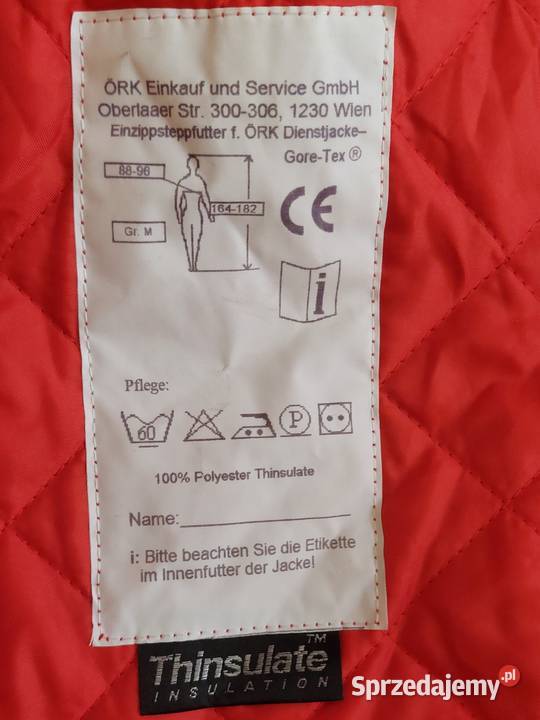 ÖRK Einkauf und Service GmbH
Oberlaaer Str. 300-306, 1230 Wien
Einzippsteppfutter f. ÖRK Dienstjacke-
Gore-Tex ®
88-96
164-182
Gr. M
CE
i
Pflege:
60
P
100% Polyester Thinsulate
Name:
i: Bitte beachten Sie die Etikette
im Innenfutter der Jacke!
Thinsulate™
INSULATION
Sprzedajemy.pl